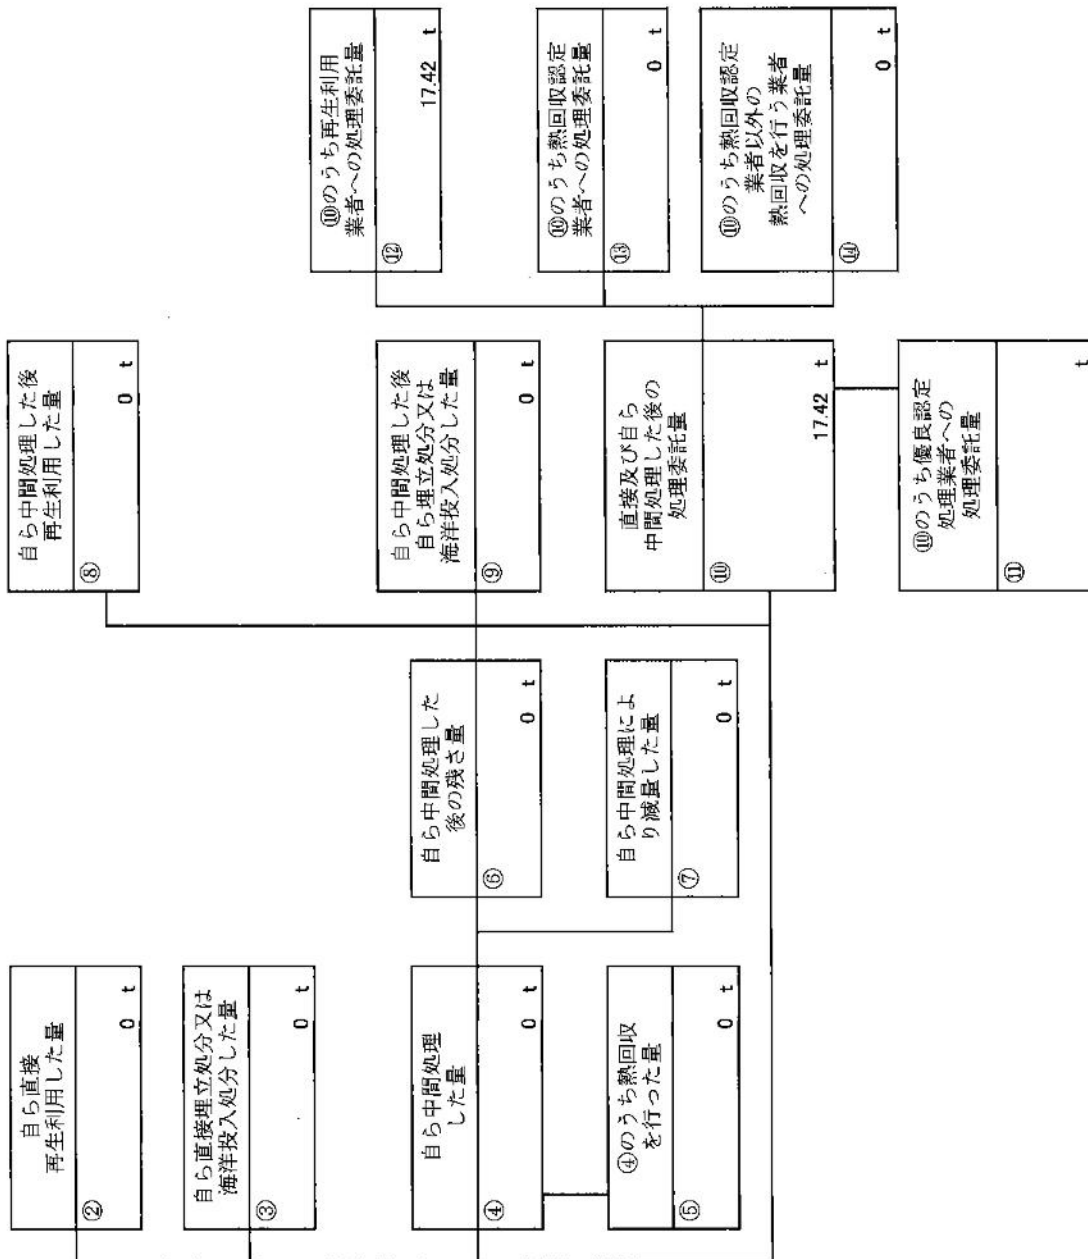 自ら直接
再生利用した量
②
0 t
自ら直接埋立処分又は
海洋投入処分した量
③
0 t
自ら中間処理
した量
④
0 t
④のうち熱回収
を行った量
⑤
0 t
自ら中間処理した
後の残さ量
⑥
0 t
自ら中間処理によ
り減量した量
⑦
0 t
自ら中間処理した後
再生利用した量
⑧
0 t
自ら中間処理した後
自ら埋立処分又は
海洋投入処分した量
⑨
0 t
直接及び自ら
中間処理した後の
処理委託量
⑩
17.42 t
⑩のうち優良認定
処理業者への
処理委託量
⑪
t
⑩のうち再生利用
業者への処理委託量
⑫
17.42 t
⑩のうち熱回収認定
業者への処理委託量
⑬
0 t
⑩のうち熱回収認定
業者以外の
熱回収を行う業者
への処理委託量
⑭
0 t